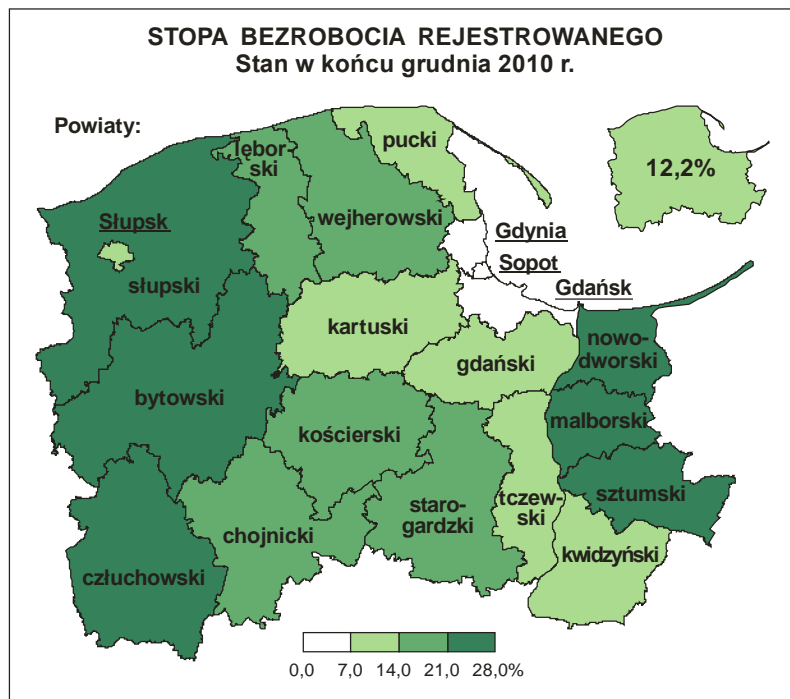 STOPA BEZROBOCIA REJESTROWANEGO
Stan w końcu grudnia 2010 r.
Powiaty:
pucki
lębor-
ski
12,2%
wejherowski
Słupsk
Gdynia
Sopot
słupski
Gdańsk
kartuski
nowo-
dworski
gdański
bytowski
malborski
kościerski
sztumski
staro-
gardzki
tczew-
ski
chojnicki
kwidzyński
człuchowski
0,0 7,0 14,0 21,0 28,0%